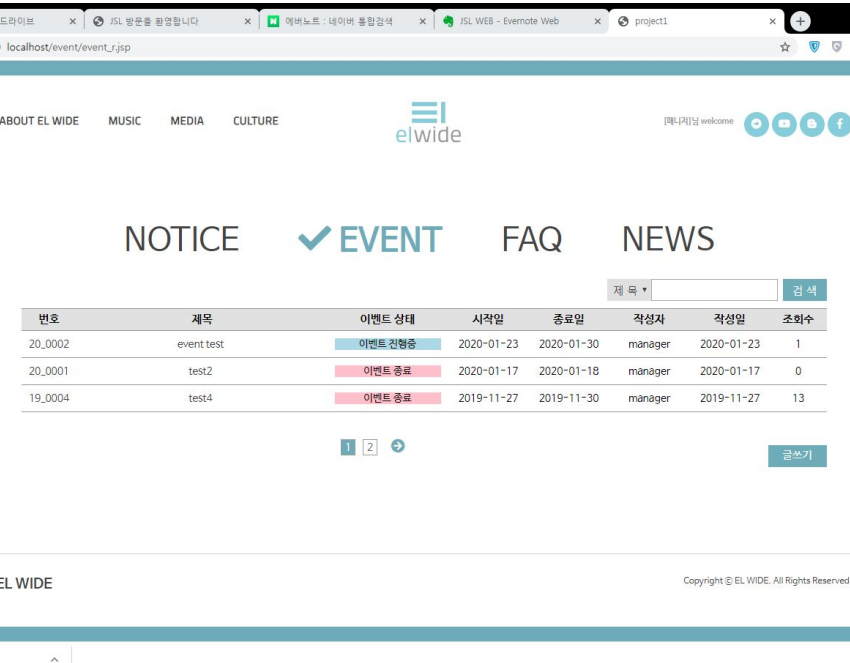 드라이브 JSL 방문을 환영합니다 에버노트 : 네이버 통합검색 JSL WEB - Evernote Web project1
localhost/event/event_r.jsp
ABOUT EL WIDE MUSIC MEDIA CULTURE
elwide
[매니저]님 welcome
NOTICE EVENT FAQ NEWS
제 목 검 색
번호 제목 이벤트 상태 시작일 종료일 작성자 작성일 조회수
20_0002 event test 이벤트 진행중 2020-01-23 2020-01-30 manager 2020-01-23 1
20_0001 test2 이벤트 종료 2020-01-17 2020-01-18 manager 2020-01-17 0
19_0004 test4 이벤트 종료 2019-11-27 2019-11-30 manager 2019-11-27 13
1 2
글쓰기
EL WIDE
Copyright ⓒ EL WIDE. All Rights Reserved